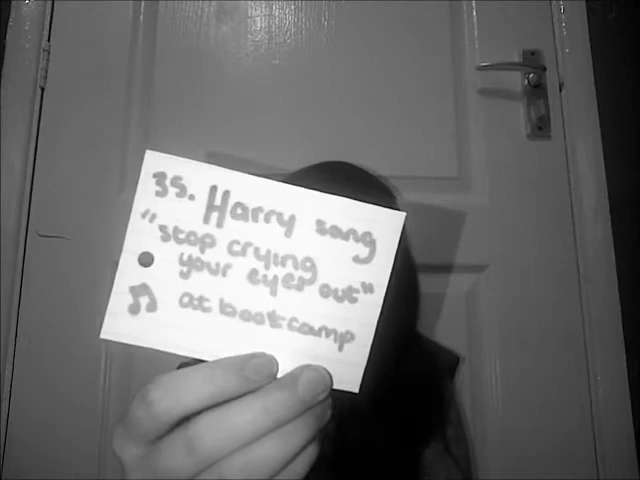 35. Harry sang
"stop crying
your eyes out"
at bootcamp